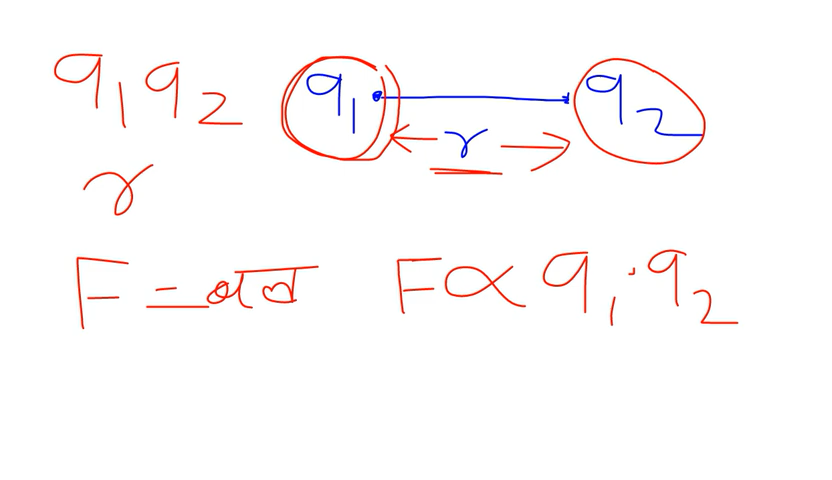 q₁ q₂ q₁ q₂
r r
F = बल F ∝ q₁·q₂